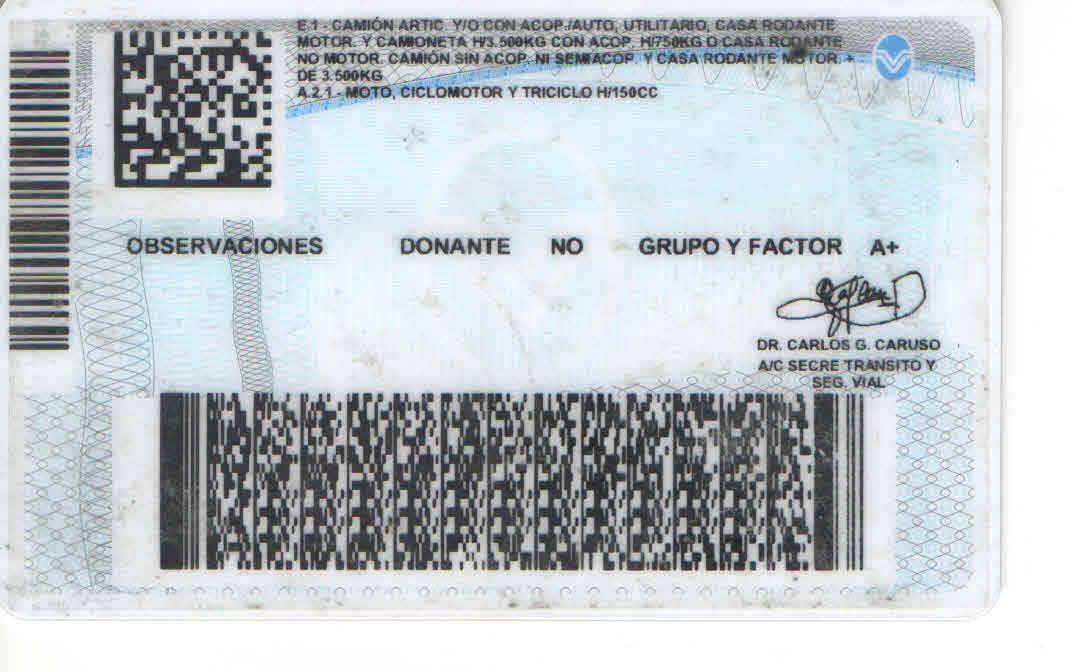 E.1 - CAMIÓN ARTIC. Y/O CON ACOP./AUTO, UTILITARIO, CASA RODANTE
MOTOR. Y CAMIONETA H/3.500KG CON ACOP. H/750KG O CASA RODANTE
NO MOTOR. CAMIÓN SIN ACOP. NI SEMIACOP. Y CASA RODANTE MOTOR. +
DE 3.500KG
A.2.1 - MOTO, CICLOMOTOR Y TRICICLO H/150CC
OBSERVACIONES DONANTE NO GRUPO Y FACTOR A+
DR. CARLOS G. CARUSO
A/C SECRE TRANSITO Y
SEG. VIAL